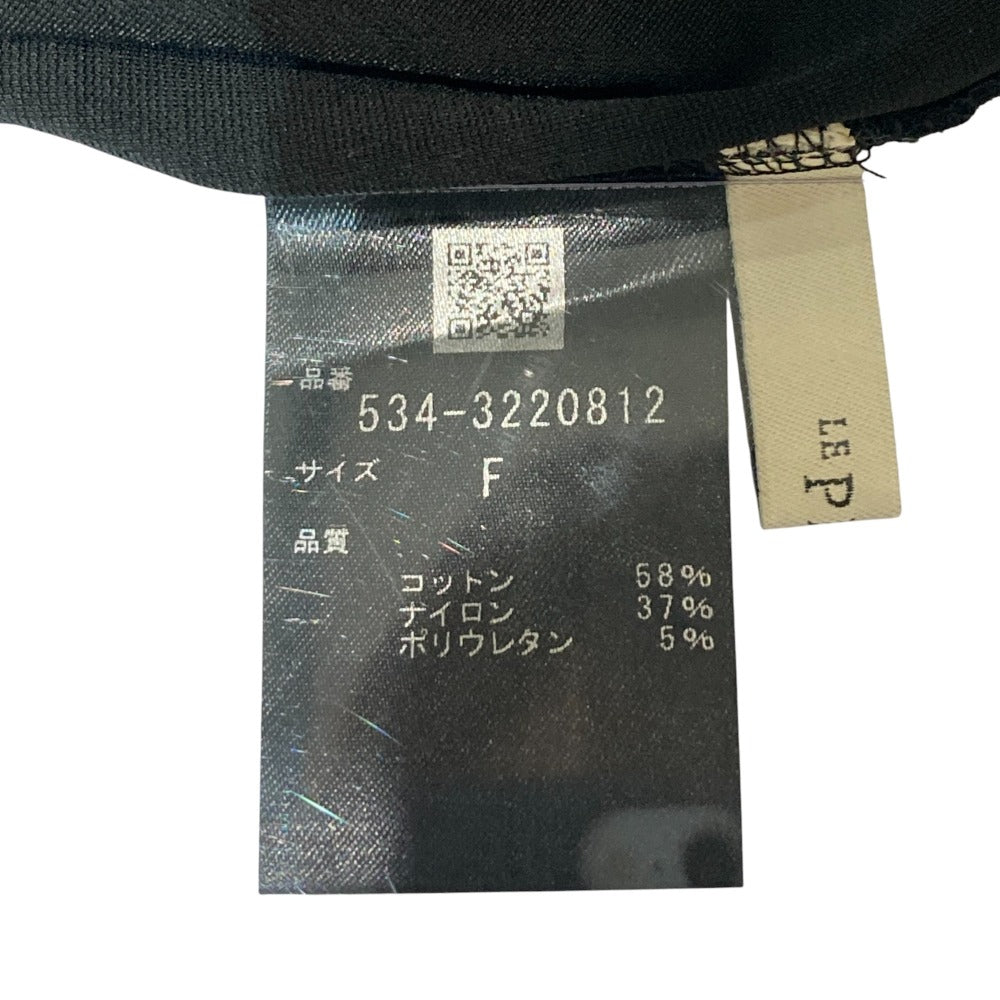 品番
534-3220812
サイズ F
品質
コットン 58%
ナイロン 37%
ポリウレタン 5%
LE
P